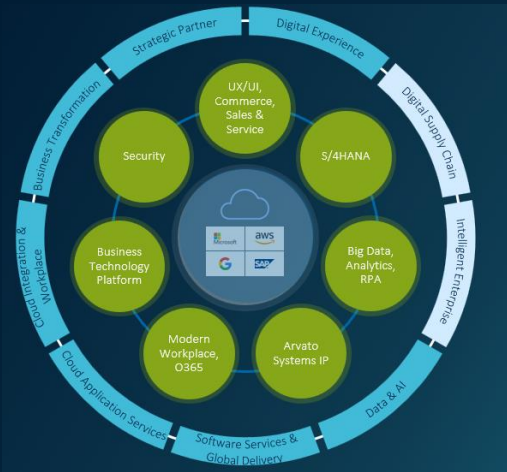 Strategic Partner
Digital Experience
Digital Supply Chain
Intelligent Enterprise
Data & AI
Software Services &
Global Delivery
Cloud Application Services
Cloud Integration &
Workplace
Business Transformation
UX/UI,
Commerce,
Sales &
Service
S/4HANA
Big Data,
Analytics,
RPA
Arvato
Systems IP
Modern
Workplace,
O365
Business
Technology
Platform
Security
Microsoft
aws
G
SAP